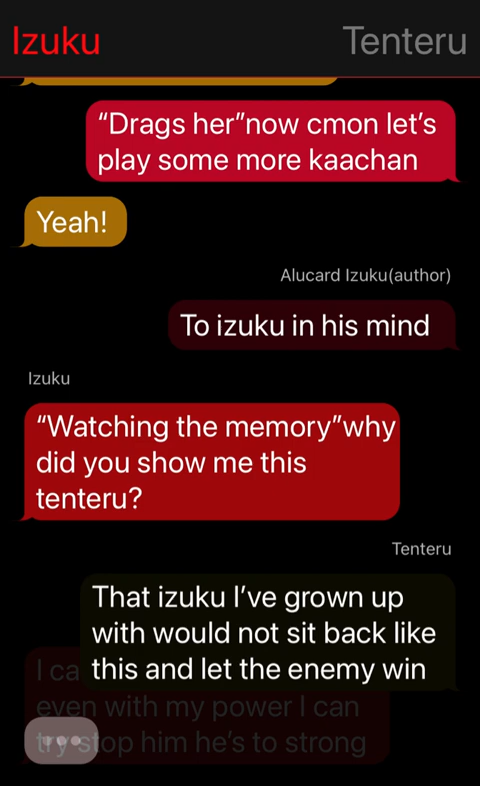 Izuku
Tenteru
“Drags her”now cmon let’s
play some more kaachan
Yeah!
Alucard Izuku(author)
To izuku in his mind
Izuku
“Watching the memory”why
did you show me this
tenteru?
Tenteru
That izuku I’ve grown up
with would not sit back like
this and let the enemy win
I ca
even with my power I can
try stop him he’s to strong